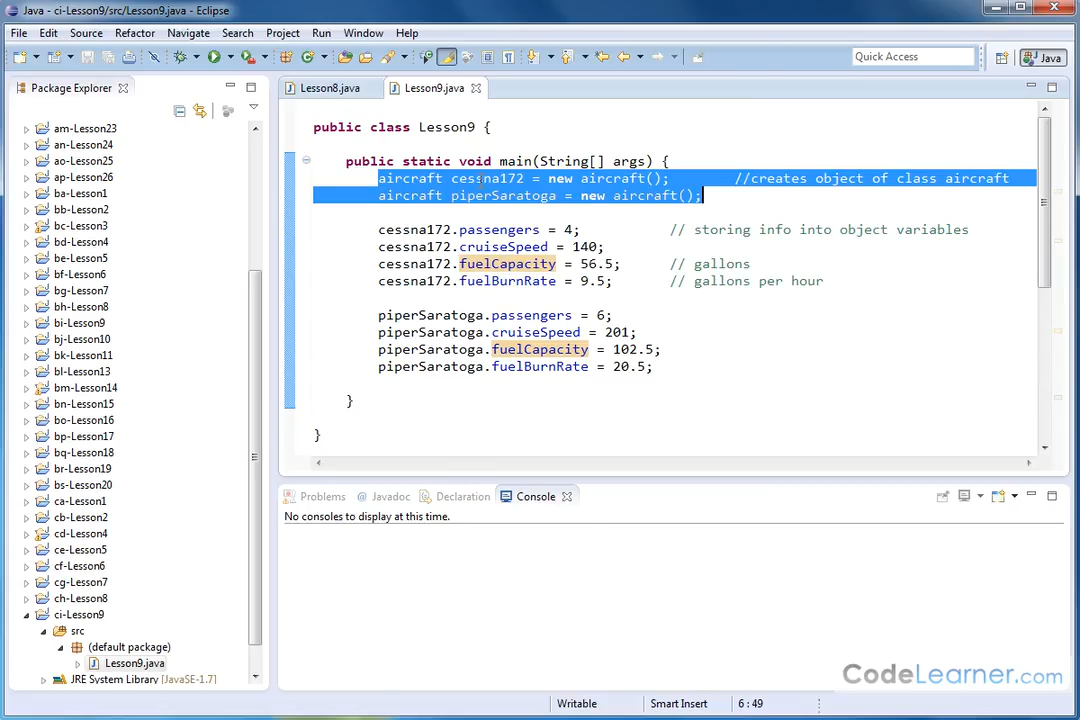 Java - ci-Lesson9/src/Lesson9.java - Eclipse
File Edit Source Refactor Navigate Search Project Run Window Help
Quick Access
Java
Package Explorer
Lesson8.java
Lesson9.java
am-Lesson23
an-Lesson24
ao-Lesson25
ap-Lesson26
ba-Lesson1
bb-Lesson2
bc-Lesson3
bd-Lesson4
be-Lesson5
bf-Lesson6
bg-Lesson7
bh-Lesson8
bi-Lesson9
bj-Lesson10
bk-Lesson11
bl-Lesson13
bm-Lesson14
bn-Lesson15
bo-Lesson16
bp-Lesson17
bq-Lesson18
br-Lesson19
bs-Lesson20
ca-Lesson1
cb-Lesson2
cd-Lesson4
ce-Lesson5
cf-Lesson6
cg-Lesson7
ch-Lesson8
ci-Lesson9
src
(default package)
Lesson9.java
JRE System Library [JavaSE-1.7]
public class Lesson9 {
public static void main(String[] args) {
aircraft cessna172 = new aircraft(); //creates object of class aircraft
aircraft piperSaratoga = new aircraft();
cessna172.passengers = 4; // storing info into object variables
cessna172.cruiseSpeed = 140;
cessna172.fuelCapacity = 56.5; // gallons
cessna172.fuelBurnRate = 9.5; // gallons per hour
piperSaratoga.passengers = 6;
piperSaratoga.cruiseSpeed = 201;
piperSaratoga.fuelCapacity = 102.5;
piperSaratoga.fuelBurnRate = 20.5;
}
}
Problems @ Javadoc Declaration Console
No consoles to display at this time.
CodeLearner.com
Writable Smart Insert 6 : 49